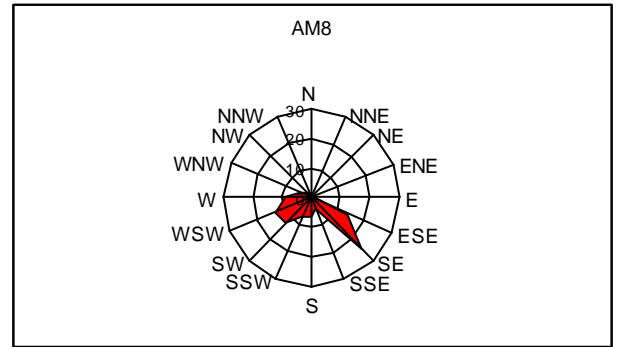 AM8
N
NNW 30 NNE
NW 20 NE
WNW 10 ENE
W 0 E
WSW ESE
SW SE
SSW SSE
S